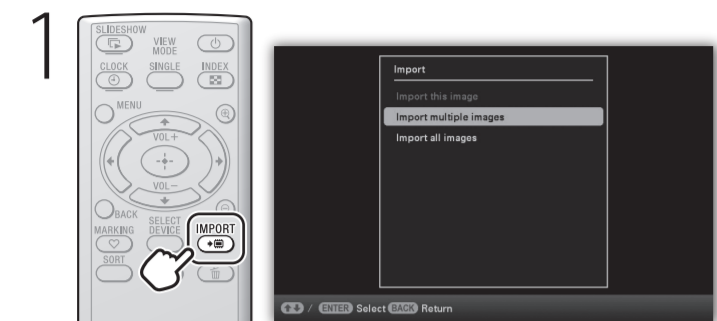 1
SLIDESHOW
VIEW
MODE
CLOCK
SINGLE
INDEX
MENU
VOL+
VOL−
BACK
SELECT
DEVICE
MARKING
IMPORT
SORT
Import
Import this image
Import multiple images
Import all images
/ ENTER Select BACK Return